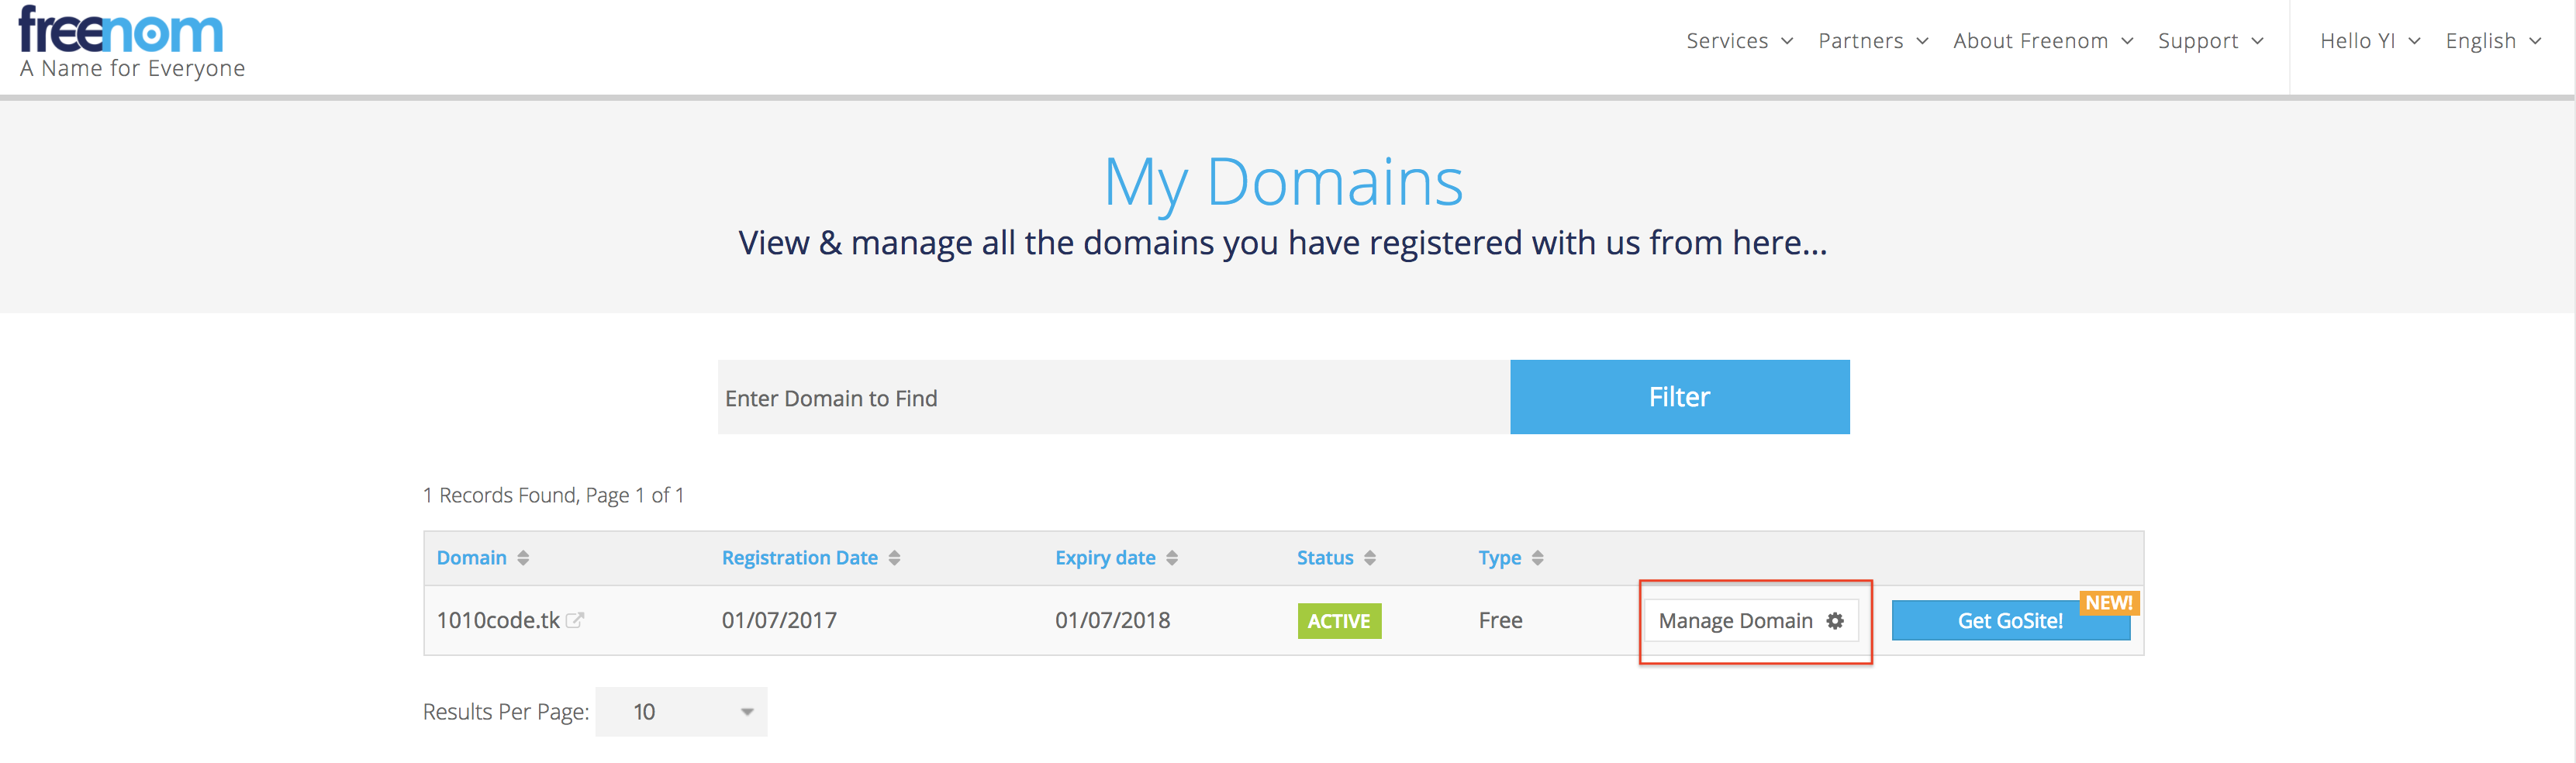 freenom
A Name for Everyone
Services Partners About Freenom Support Hello YI English
My Domains
View & manage all the domains you have registered with us from here...
Enter Domain to Find Filter
1 Records Found, Page 1 of 1
Domain Registration Date Expiry date Status Type
1010code.tk 01/07/2017 01/07/2018 ACTIVE Free Manage Domain Get GoSite! NEW!
Results Per Page: 10